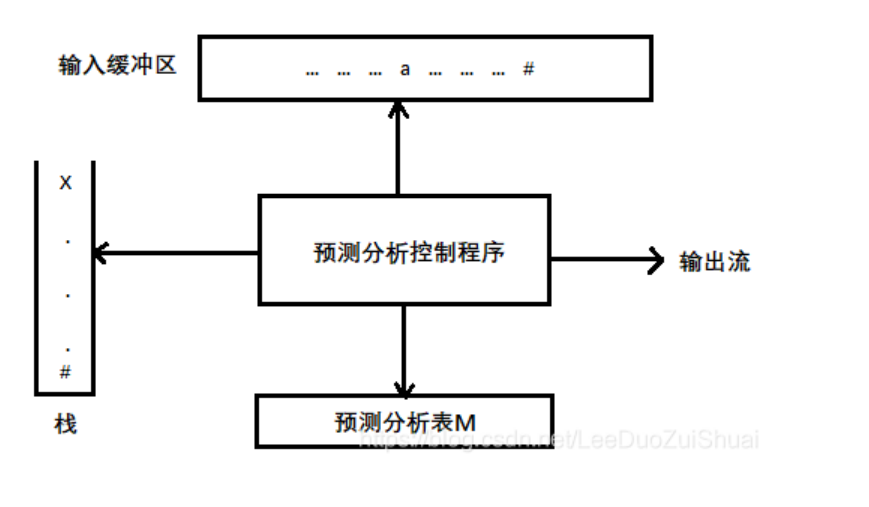 输入缓冲区
… … … a … … … #
X
.
.
.
#
栈
预测分析控制程序
输出流
预测分析表M
https://blog.csdn.net/LeeDuoZuiShuai